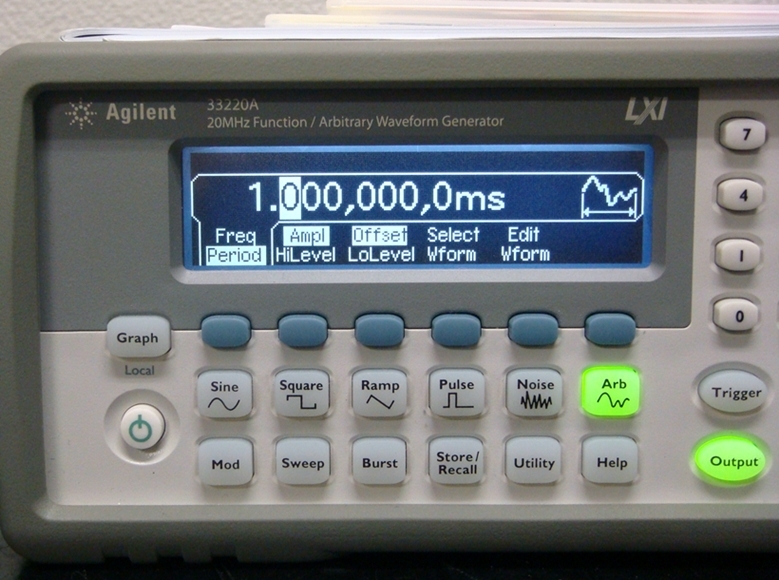 Agilent
33220A
20MHz Function / Arbitrary Waveform Generator
LXI
1.000,000,0ms
Freq Ampl Offset Select Edit
Period HiLevel LoLevel Wform Wform
7
4
1
0
Graph
Local
Sine Square Ramp Pulse Noise Arb
Trigger
Mod Sweep Burst Store/ Recall Utility Help
Output